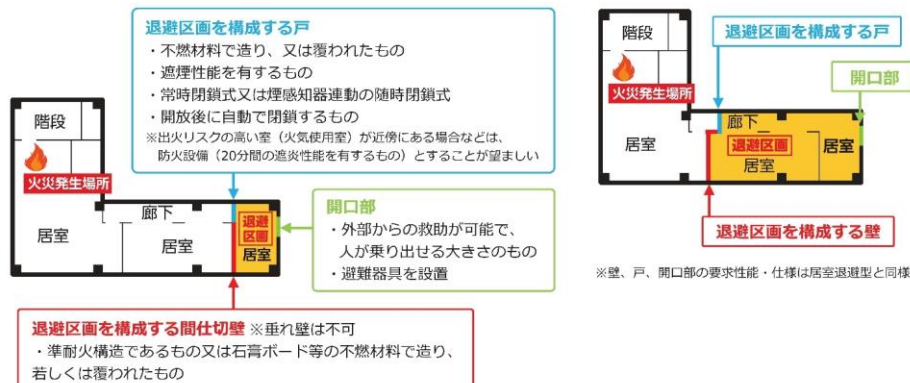 退避区画を構成する戸
・不燃材料で造り、又は覆われたもの
・遮煙性能を有するもの
・常時閉鎖式又は煙感知器連動の随時閉鎖式
・開放後に自動で閉鎖するもの
※出火リスクの高い室（火気使用室）が近傍にある場合などは、
防火設備（20分間の遮炎性能を有するもの）とすることが望ましい
階段
火災発生場所
居室
廊下
居室
退避
区画
居室
開口部
・外部からの救助が可能で、
人が乗り出せる大きさのもの
・避難器具を設置
退避区画を構成する間仕切壁 ※垂れ壁は不可
・準耐火構造であるもの又は石膏ボード等の不燃材料で造り、
若しくは覆われたもの
階段
火災発生場所
居室
退避区画を構成する戸
開口部
廊下
退避区画
居室
居室
退避区画を構成する壁
※壁、戸、開口部の要求性能・仕様は居室退避型と同様